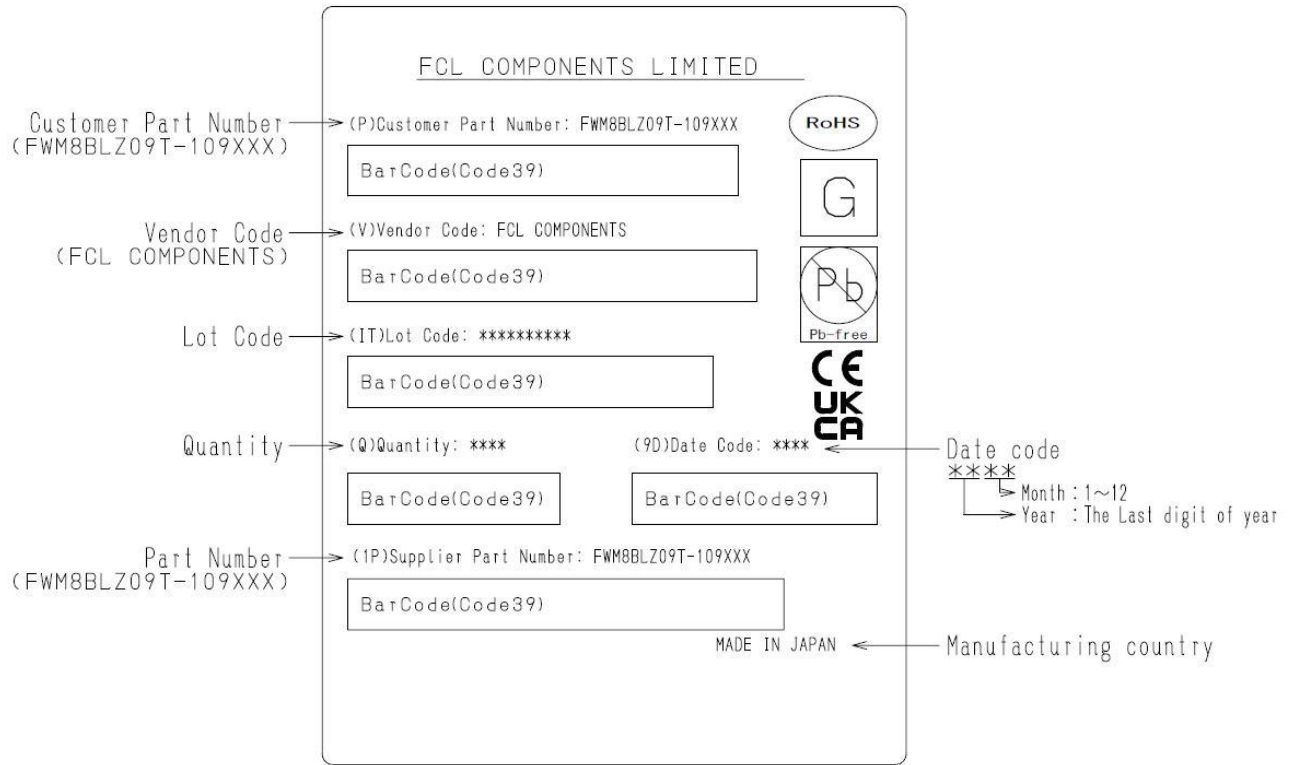 FCL COMPONENTS LIMITED
Customer Part Number
(FWM8BLZ09T-109XXX)
(P)Customer Part Number: FWM8BLZ09T-109XXX
BarCode(Code39)
RoHS
G
Vendor Code
(FCL COMPONENTS)
(V)Vendor Code: FCL COMPONENTS
BarCode(Code39)
Pb
Pb-free
Lot Code
(IT)Lot Code: **********
BarCode(Code39)
CE
UK
CA
Quantity
(Q)Quantity: ****
(9D)Date Code: ****
BarCode(Code39)
BarCode(Code39)
Date code
****
Month :1~12
Year :The Last digit of year
Part Number
(FWM8BLZ09T-109XXX)
(1P)Supplier Part Number: FWM8BLZ09T-109XXX
BarCode(Code39)
MADE IN JAPAN
Manufacturing country